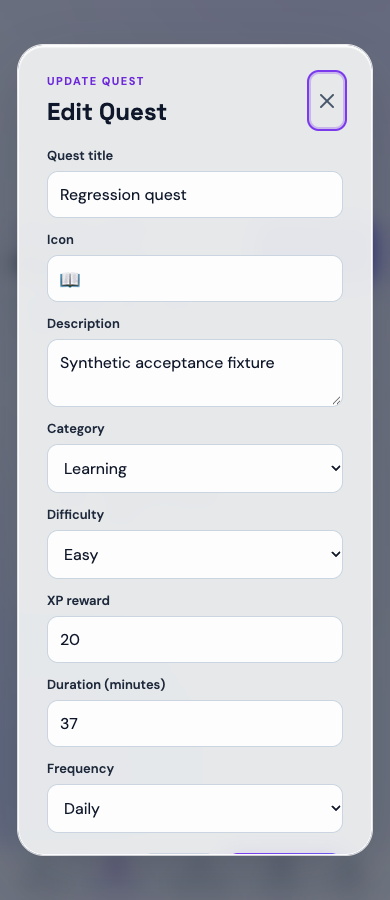 UPDATE QUEST
Edit Quest
Quest title
Regression quest
Icon
📖
Description
Synthetic acceptance fixture
Category
Learning
Difficulty
Easy
XP reward
20
Duration (minutes)
37
Frequency
Daily